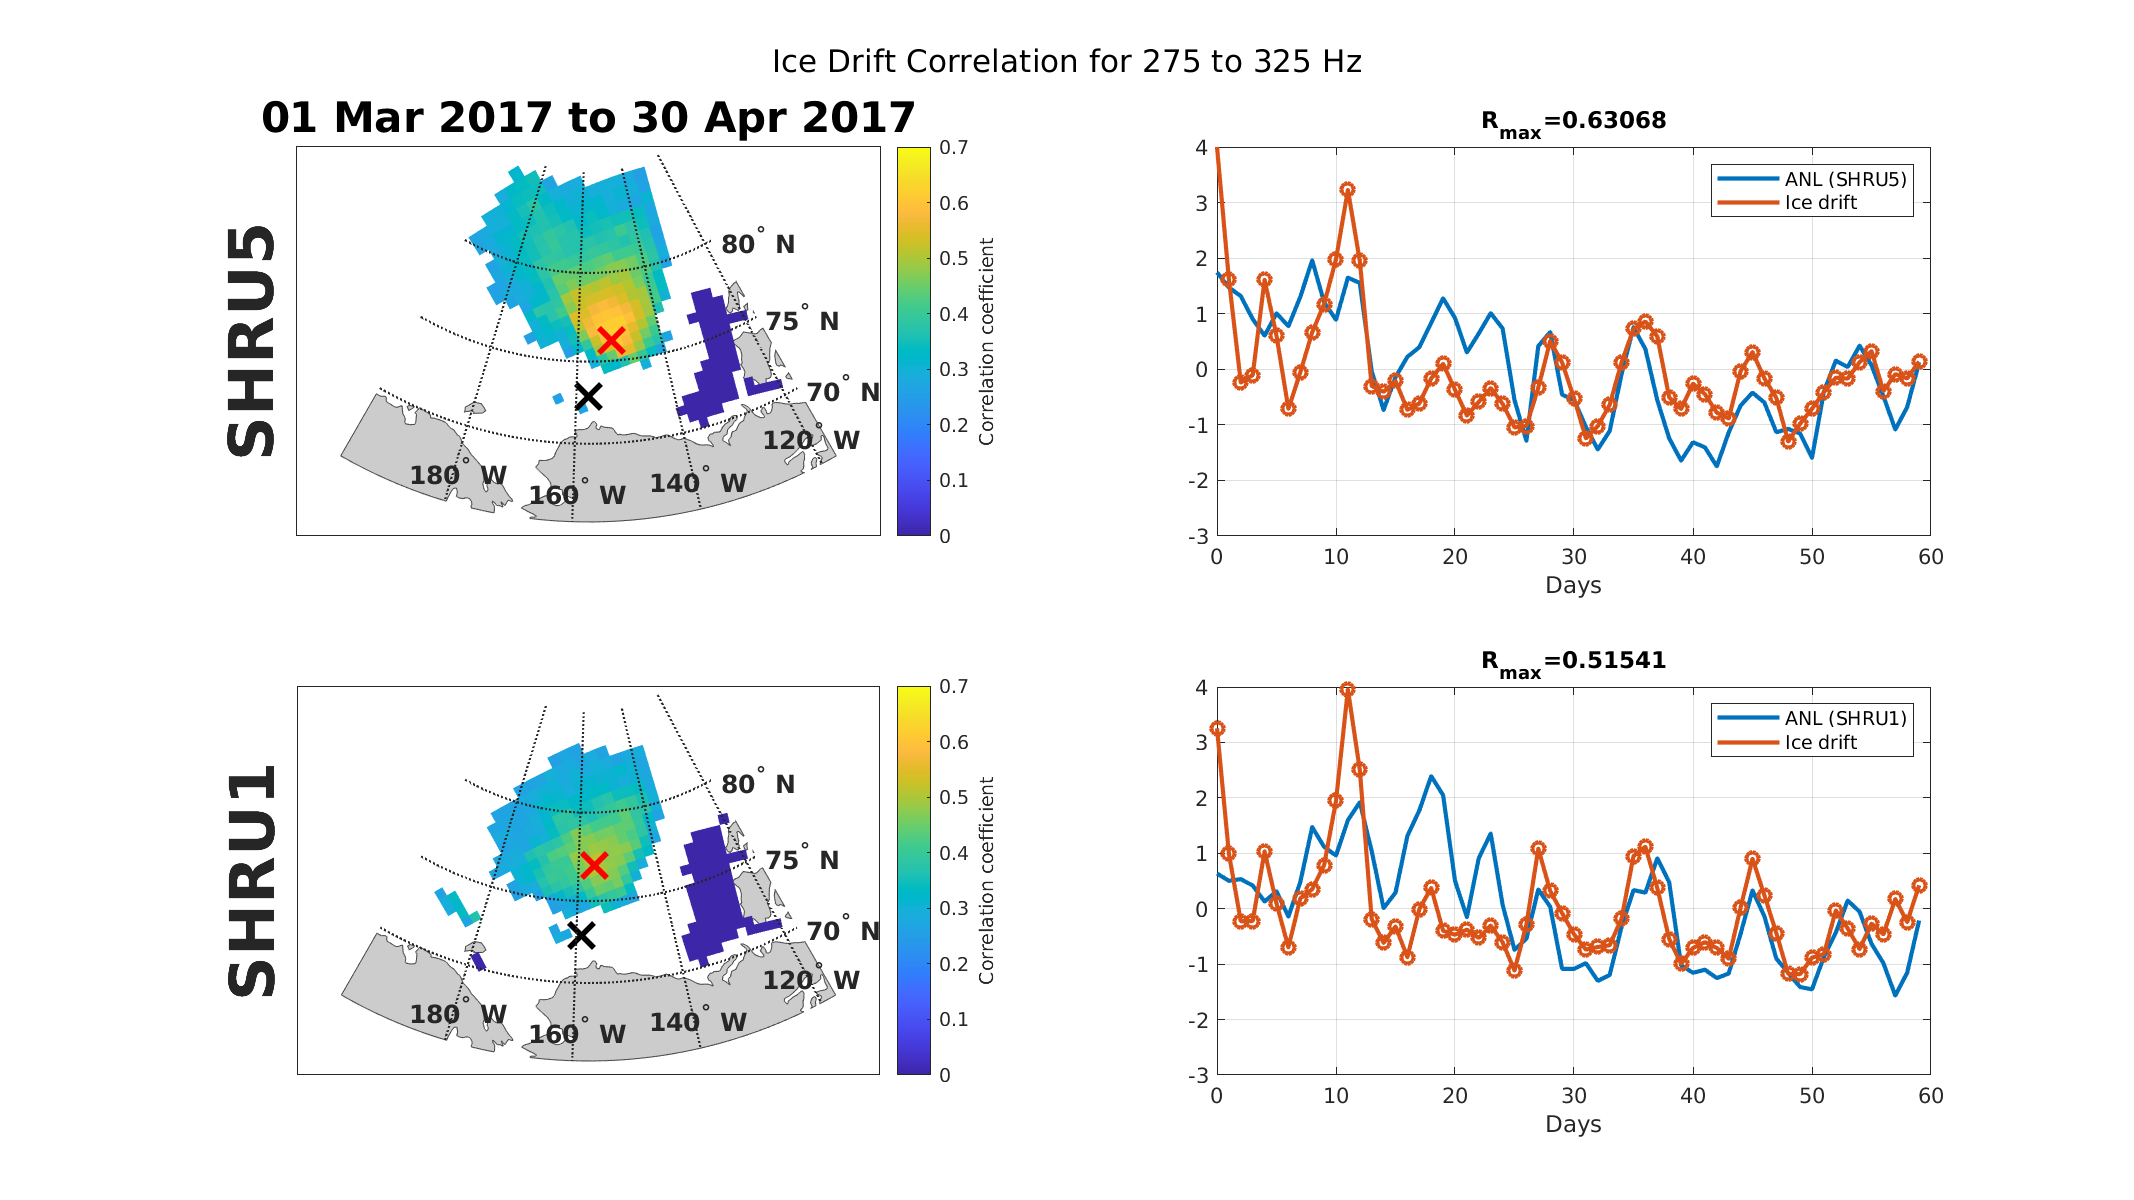 Ice Drift Correlation for 275 to 325 Hz
01 Mar 2017 to 30 Apr 2017
SHRU5
80° N
75° N
70° N
120° W
140° W
160° W
180° W
0.7
0.6
0.5
0.4
0.3
0.2
0.1
0
Correlation coefficient
Rmax=0.63068
ANL (SHRU5)
Ice drift
4
3
2
1
0
-1
-2
-3
0 10 20 30 40 50 60
Days
SHRU1
80° N
75° N
70° N
120° W
140° W
160° W
180° W
0.7
0.6
0.5
0.4
0.3
0.2
0.1
0
Correlation coefficient
Rmax=0.51541
ANL (SHRU1)
Ice drift
4
3
2
1
0
-1
-2
-3
0 10 20 30 40 50 60
Days